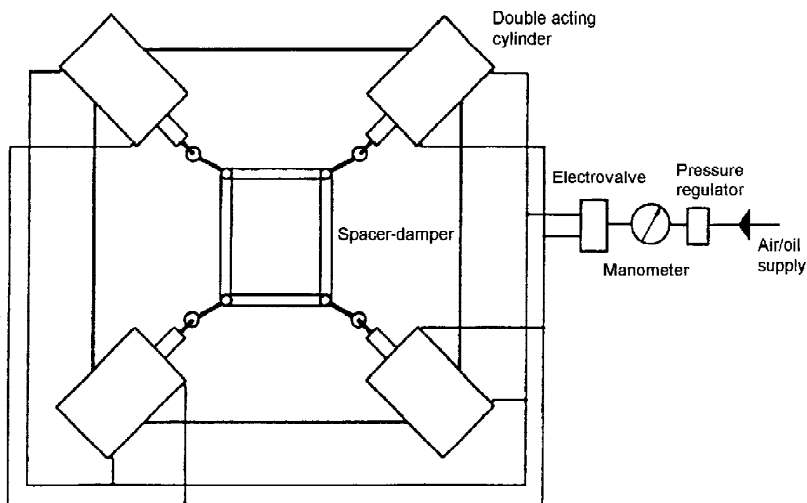 Double acting
cylinder
Electrovalve
Pressure
regulator
Spacer-damper
Manometer
Air/oil
supply